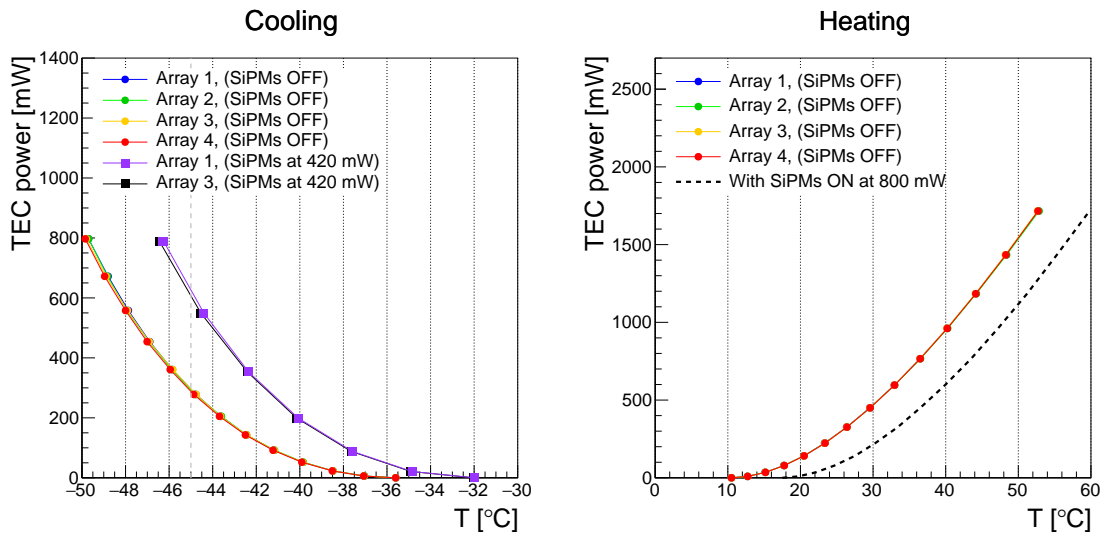 Cooling
TEC power [mW]
1400
1200
1000
800
600
400
200
0
Array 1, (SiPMs OFF)
Array 2, (SiPMs OFF)
Array 3, (SiPMs OFF)
Array 4, (SiPMs OFF)
Array 1, (SiPMs at 420 mW)
Array 3, (SiPMs at 420 mW)
−50 −48 −46 −44 −42 −40 −38 −36 −34 −32 −30
T [°C]
Heating
TEC power [mW]
2500
2000
1500
1000
500
0
Array 1, (SiPMs OFF)
Array 2, (SiPMs OFF)
Array 3, (SiPMs OFF)
Array 4, (SiPMs OFF)
With SiPMs ON at 800 mW
0 10 20 30 40 50 60
T [°C]